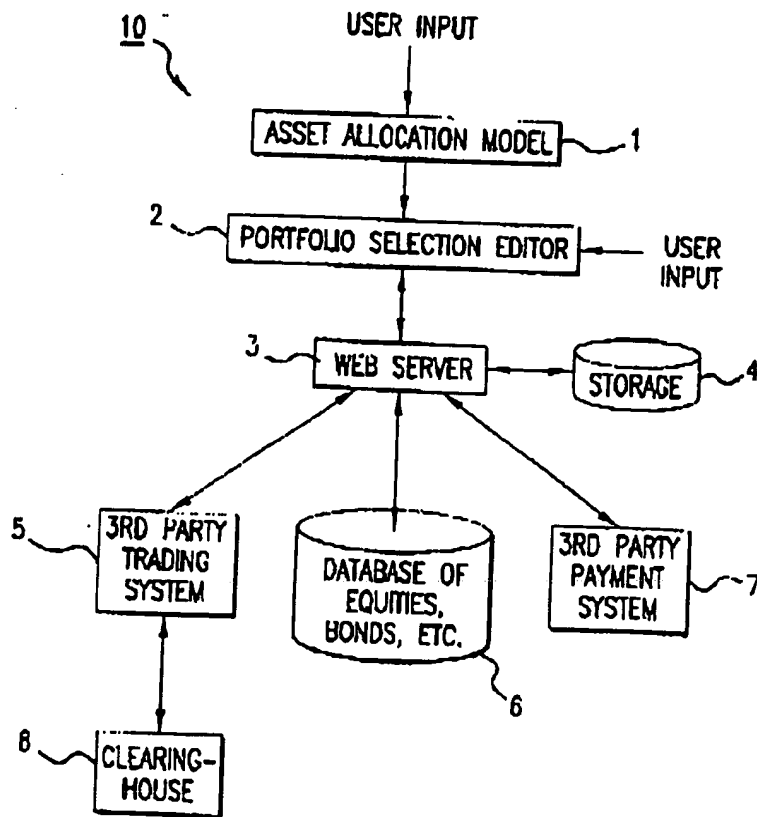 10
USER INPUT
ASSET ALLOCATION MODEL
1
2
PORTFOLIO SELECTION EDITOR
USER
INPUT
3
WEB SERVER
STORAGE
4
5
3RD PARTY
TRADING
SYSTEM
DATABASE OF
EQUITIES,
BONDS, ETC.
6
3RD PARTY
PAYMENT
SYSTEM
7
8
CLEARING-
HOUSE